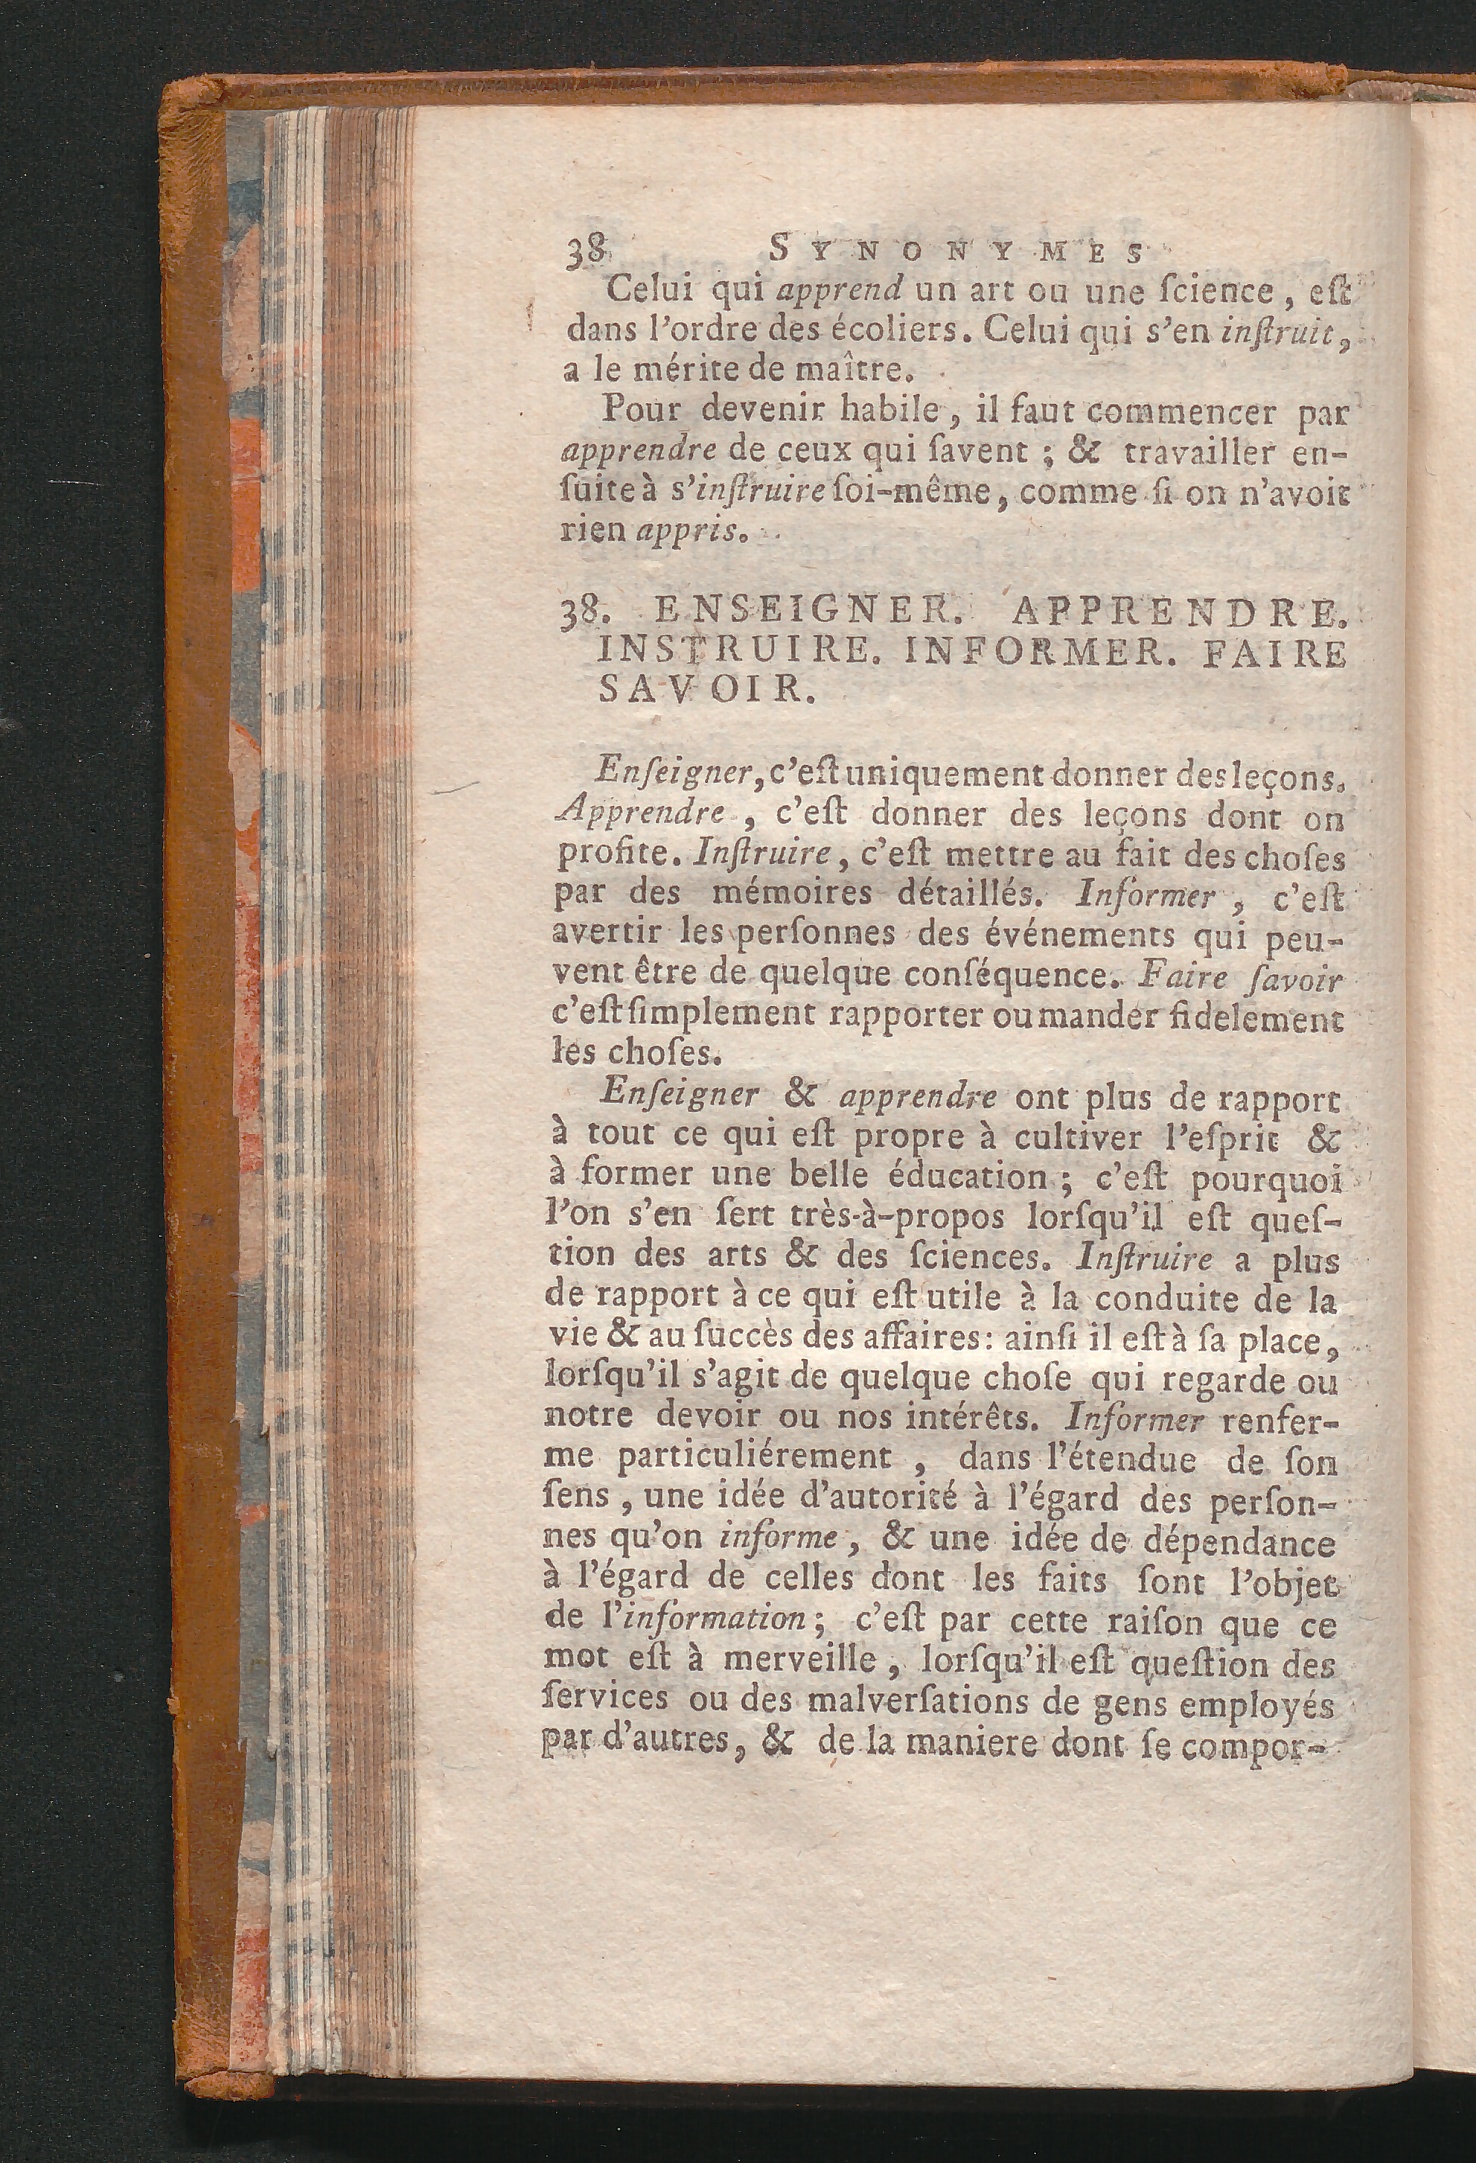 38 SYNONYMES
Celui qui apprend un art ou une ſcience, eſt
dans l'ordre des écoliers. Celui qui s'en inſtruit,
a le mérite de maître.
Pour devenir habile, il faut commencer par
apprendre de ceux qui ſavent ; & travailler en-
ſuite à s'inſtruire ſoi-même, comme ſi on n'avoit
rien appris.
38. ENSEIGNER. APPRENDRE.
INSTRUIRE. INFORMER. FAIRE
SAVOIR.
Enſeigner, c'eſt uniquement donner des leçons.
Apprendre, c'eſt donner des leçons dont on
profite. Inſtruire, c'eſt mettre au fait des choſes
par des mémoires détaillés. Informer, c'eſt
avertir les perſonnes des événements qui peu-
vent être de quelque conſéquence. Faire ſavoir
c'eſt ſimplement rapporter ou mander fidelement
les choſes.
Enſeigner & apprendre ont plus de rapport
à tout ce qui eſt propre à cultiver l'eſprit &
à former une belle éducation ; c'eſt pourquoi
l'on s'en ſert très-à-propos lorſqu'il eſt queſ-
tion des arts & des ſciences. Inſtruire a plus
de rapport à ce qui eſt utile à la conduite de la
vie & au ſuccès des affaires : ainſi il eſt à ſa place,
lorſqu'il s'agit de quelque choſe qui regarde ou
notre devoir ou nos intérêts. Informer renfer-
me particuliérement, dans l'étendue de ſon
ſens, une idée d'autorité à l'égard des perſon-
nes qu'on informe, & une idée de dépendance
à l'égard de celles dont les faits ſont l'objet
de l'information ; c'eſt par cette raiſon que ce
mot eſt à merveille, lorſqu'il eſt queſtion des
ſervices ou des malverſations de gens employés
par d'autres, & de la maniere dont ſe compor-